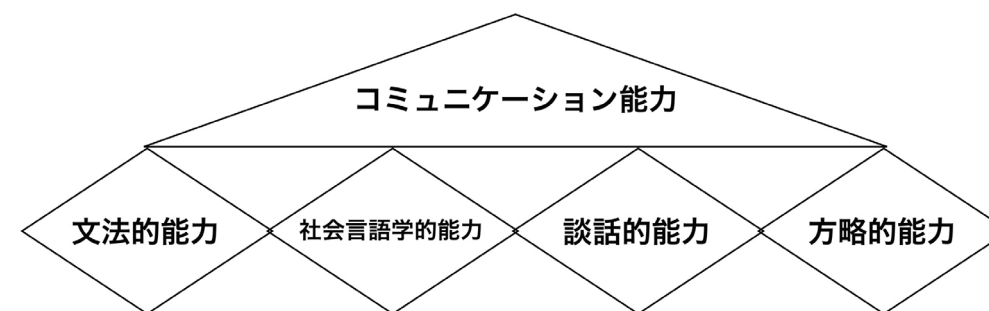 コミュニケーション能力
文法的能力
社会言語学的能力
談話的能力
方略的能力